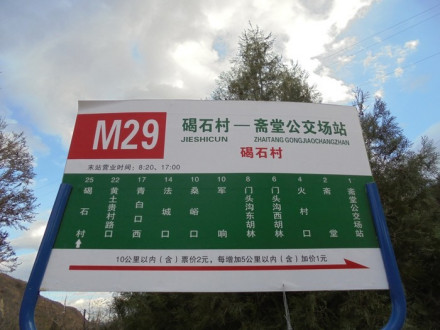 M29
碣石村—斋堂公交场站
JIESHICUN ZHAITANG GONGJIAOCHANGZHAN
碣石村
末站营业时间：8:20，17:00
25 22 17 14 10 10 8 6 4 2 1
碣石村 黄土贵村路口 青白口西 法城 桑峪 军响 门头沟东胡林 门头沟西胡林 火村口 斋堂 斋堂公交场站
10公里以内（含）票价2元，每增加5公里以内（含）加价1元